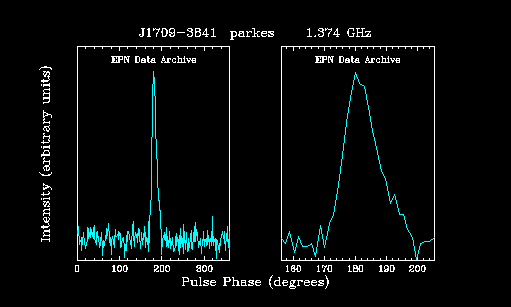 J1709-3841 parkes 1.374 GHz
EPN Data Archive
EPN Data Archive
Intensity (arbitrary units)
0 100 200 300
160 170 180 190 200
Pulse Phase (degrees)